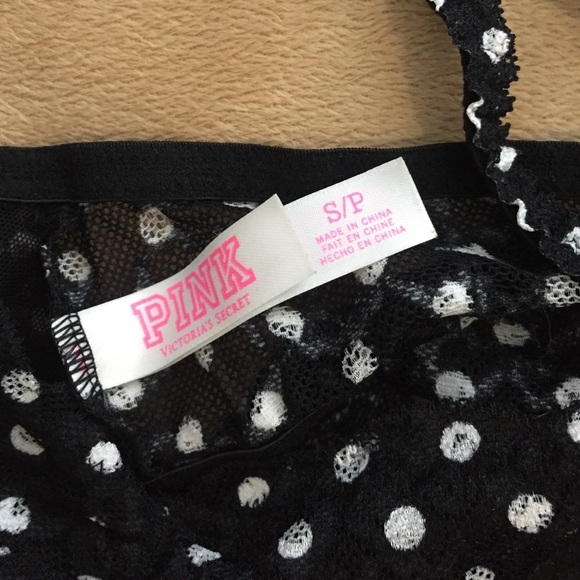 PINK
VICTORIA'S SECRET
S/P
MADE IN CHINA
FAIT EN CHINE
HECHO EN CHINA